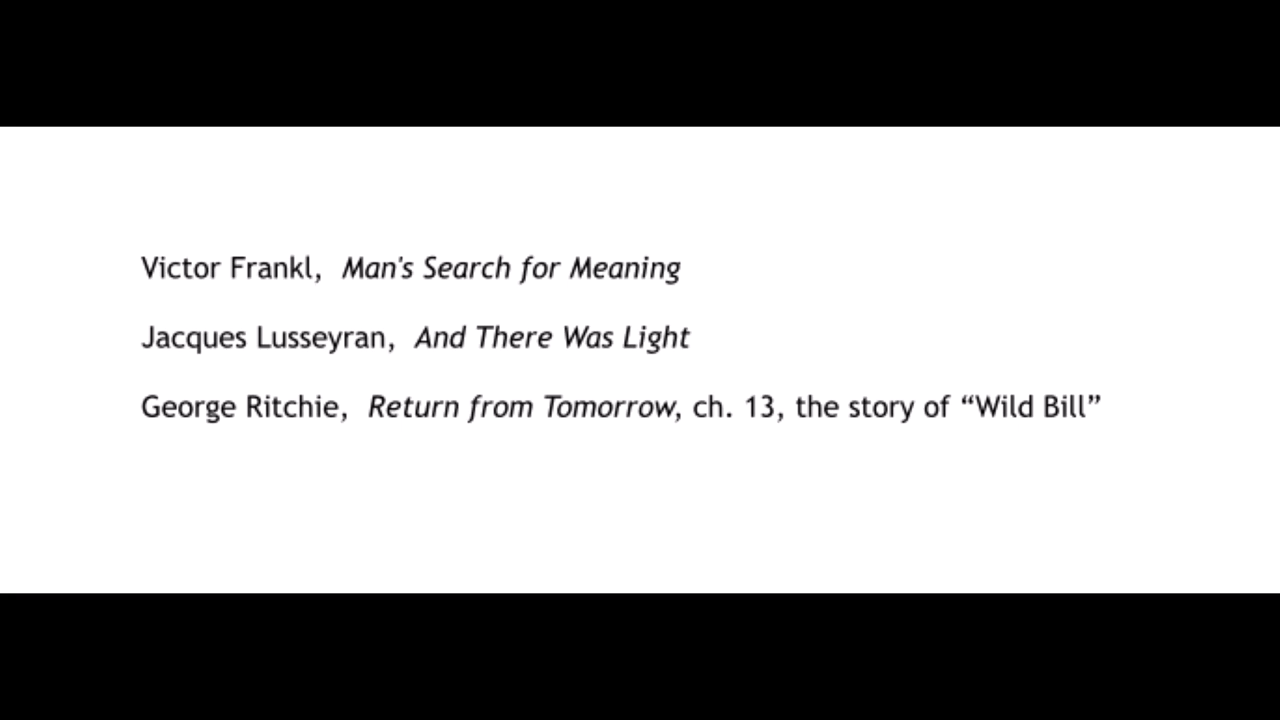 Victor Frankl, Man's Search for Meaning
Jacques Lusseyran, And There Was Light
George Ritchie, Return from Tomorrow, ch. 13, the story of “Wild Bill”